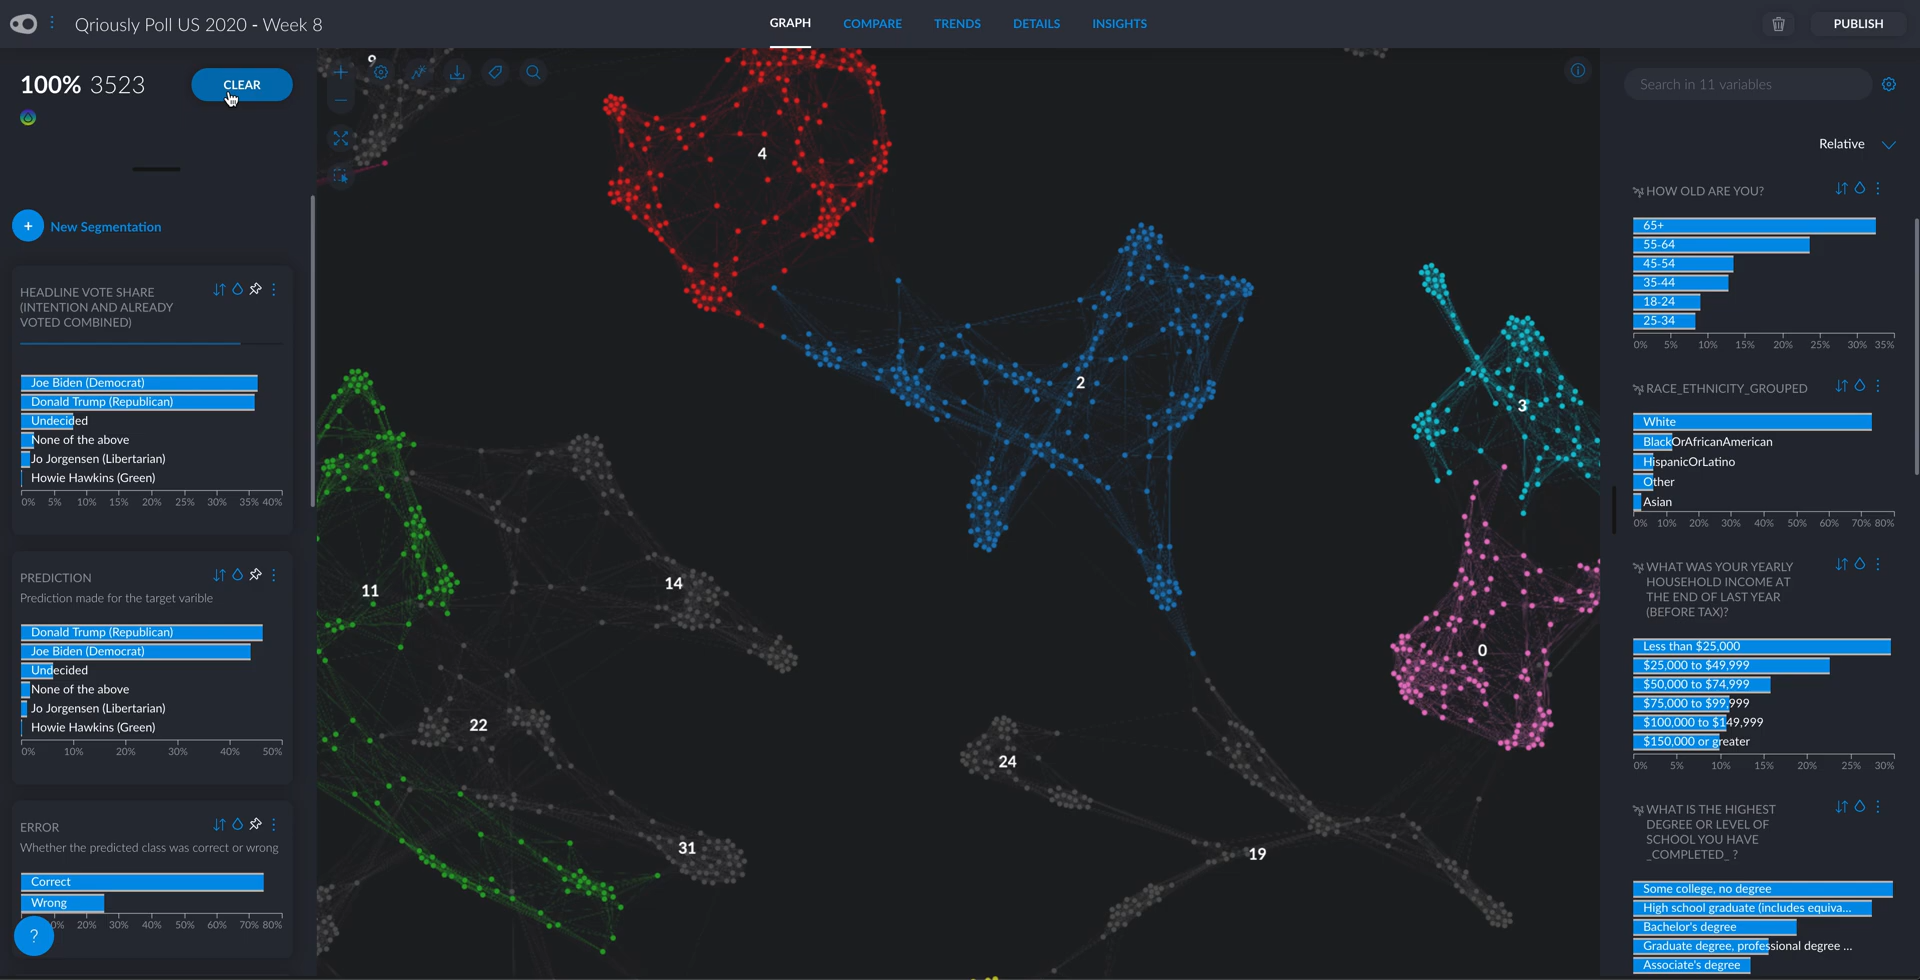 Qriously Poll US 2020 - Week 8
GRAPH
COMPARE
TRENDS
DETAILS
INSIGHTS
PUBLISH
100% 3523
CLEAR
New Segmentation
HEADLINE VOTE SHARE
(INTENTION AND ALREADY
VOTED COMBINED)
Joe Biden (Democrat)
Donald Trump (Republican)
Undecided
None of the above
Jo Jorgensen (Libertarian)
Howie Hawkins (Green)
0% 5% 10% 15% 20% 25% 30% 35% 40%
PREDICTION
Prediction made for the target varible
Donald Trump (Republican)
Joe Biden (Democrat)
Undecided
None of the above
Jo Jorgensen (Libertarian)
Howie Hawkins (Green)
0% 10% 20% 30% 40% 50%
ERROR
Whether the predicted class was correct or wrong
Correct
Wrong
0% 20% 30% 40% 50% 60% 70% 80%
?
9
4
2
3
11
14
0
22
24
31
19
Search in 11 variables
Relative
HOW OLD ARE YOU?
65+
55-64
45-54
35-44
18-24
25-34
0% 5% 10% 15% 20% 25% 30% 35%
RACE_ETHNICITY_GROUPED
White
BlackOrAfricanAmerican
HispanicOrLatino
Other
Asian
0% 10% 20% 30% 40% 50% 60% 70% 80%
WHAT WAS YOUR YEARLY
HOUSEHOLD INCOME AT
THE END OF LAST YEAR
(BEFORE TAX)?
Less than $25,000
$25,000 to $49,999
$50,000 to $74,999
$75,000 to $99,999
$100,000 to $149,999
$150,000 or greater
0% 5% 10% 15% 20% 25% 30%
WHAT IS THE HIGHEST
DEGREE OR LEVEL OF
SCHOOL YOU HAVE
_COMPLETED_ ?
Some college, no degree
High school graduate (includes equiva...
Bachelor's degree
Graduate degree, professional degree ...
Associate's degree